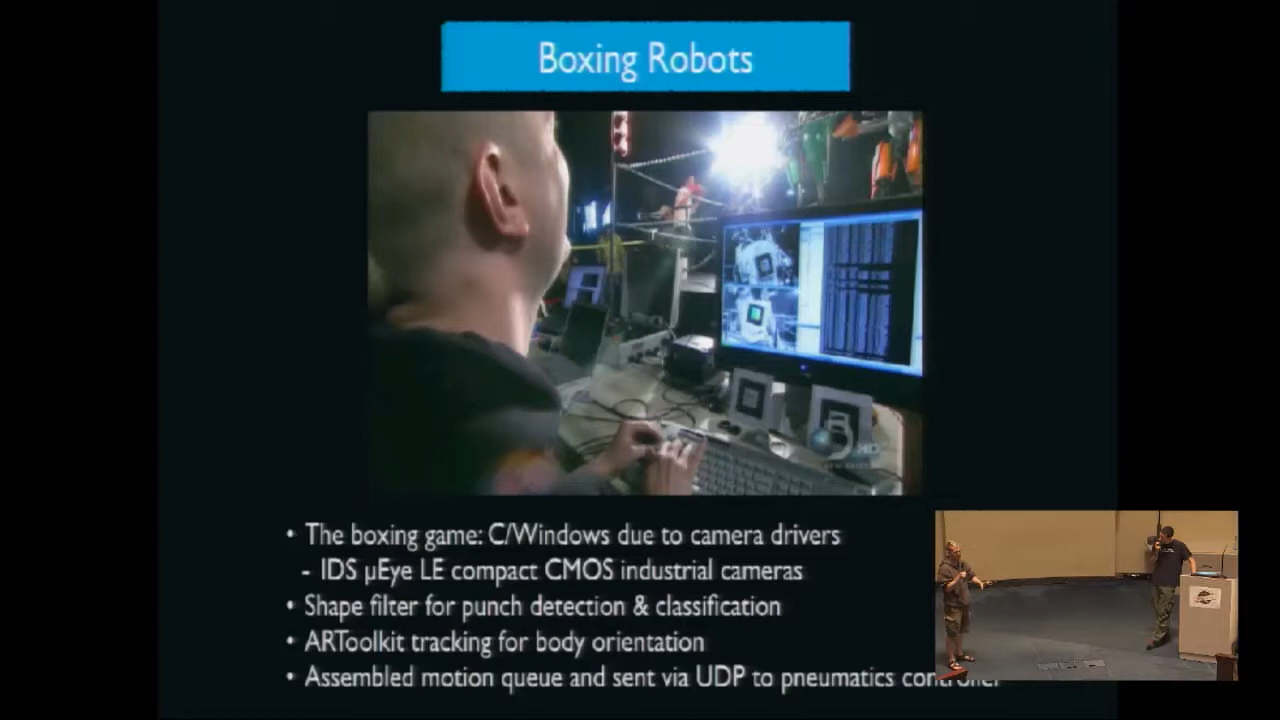 Boxing Robots
• The boxing game: C/Windows due to camera drivers
- IDS µEye LE compact CMOS industrial cameras
• Shape filter for punch detection & classification
• ARToolkit tracking for body orientation
• Assembled motion queue and sent via UDP to pneumatics controller